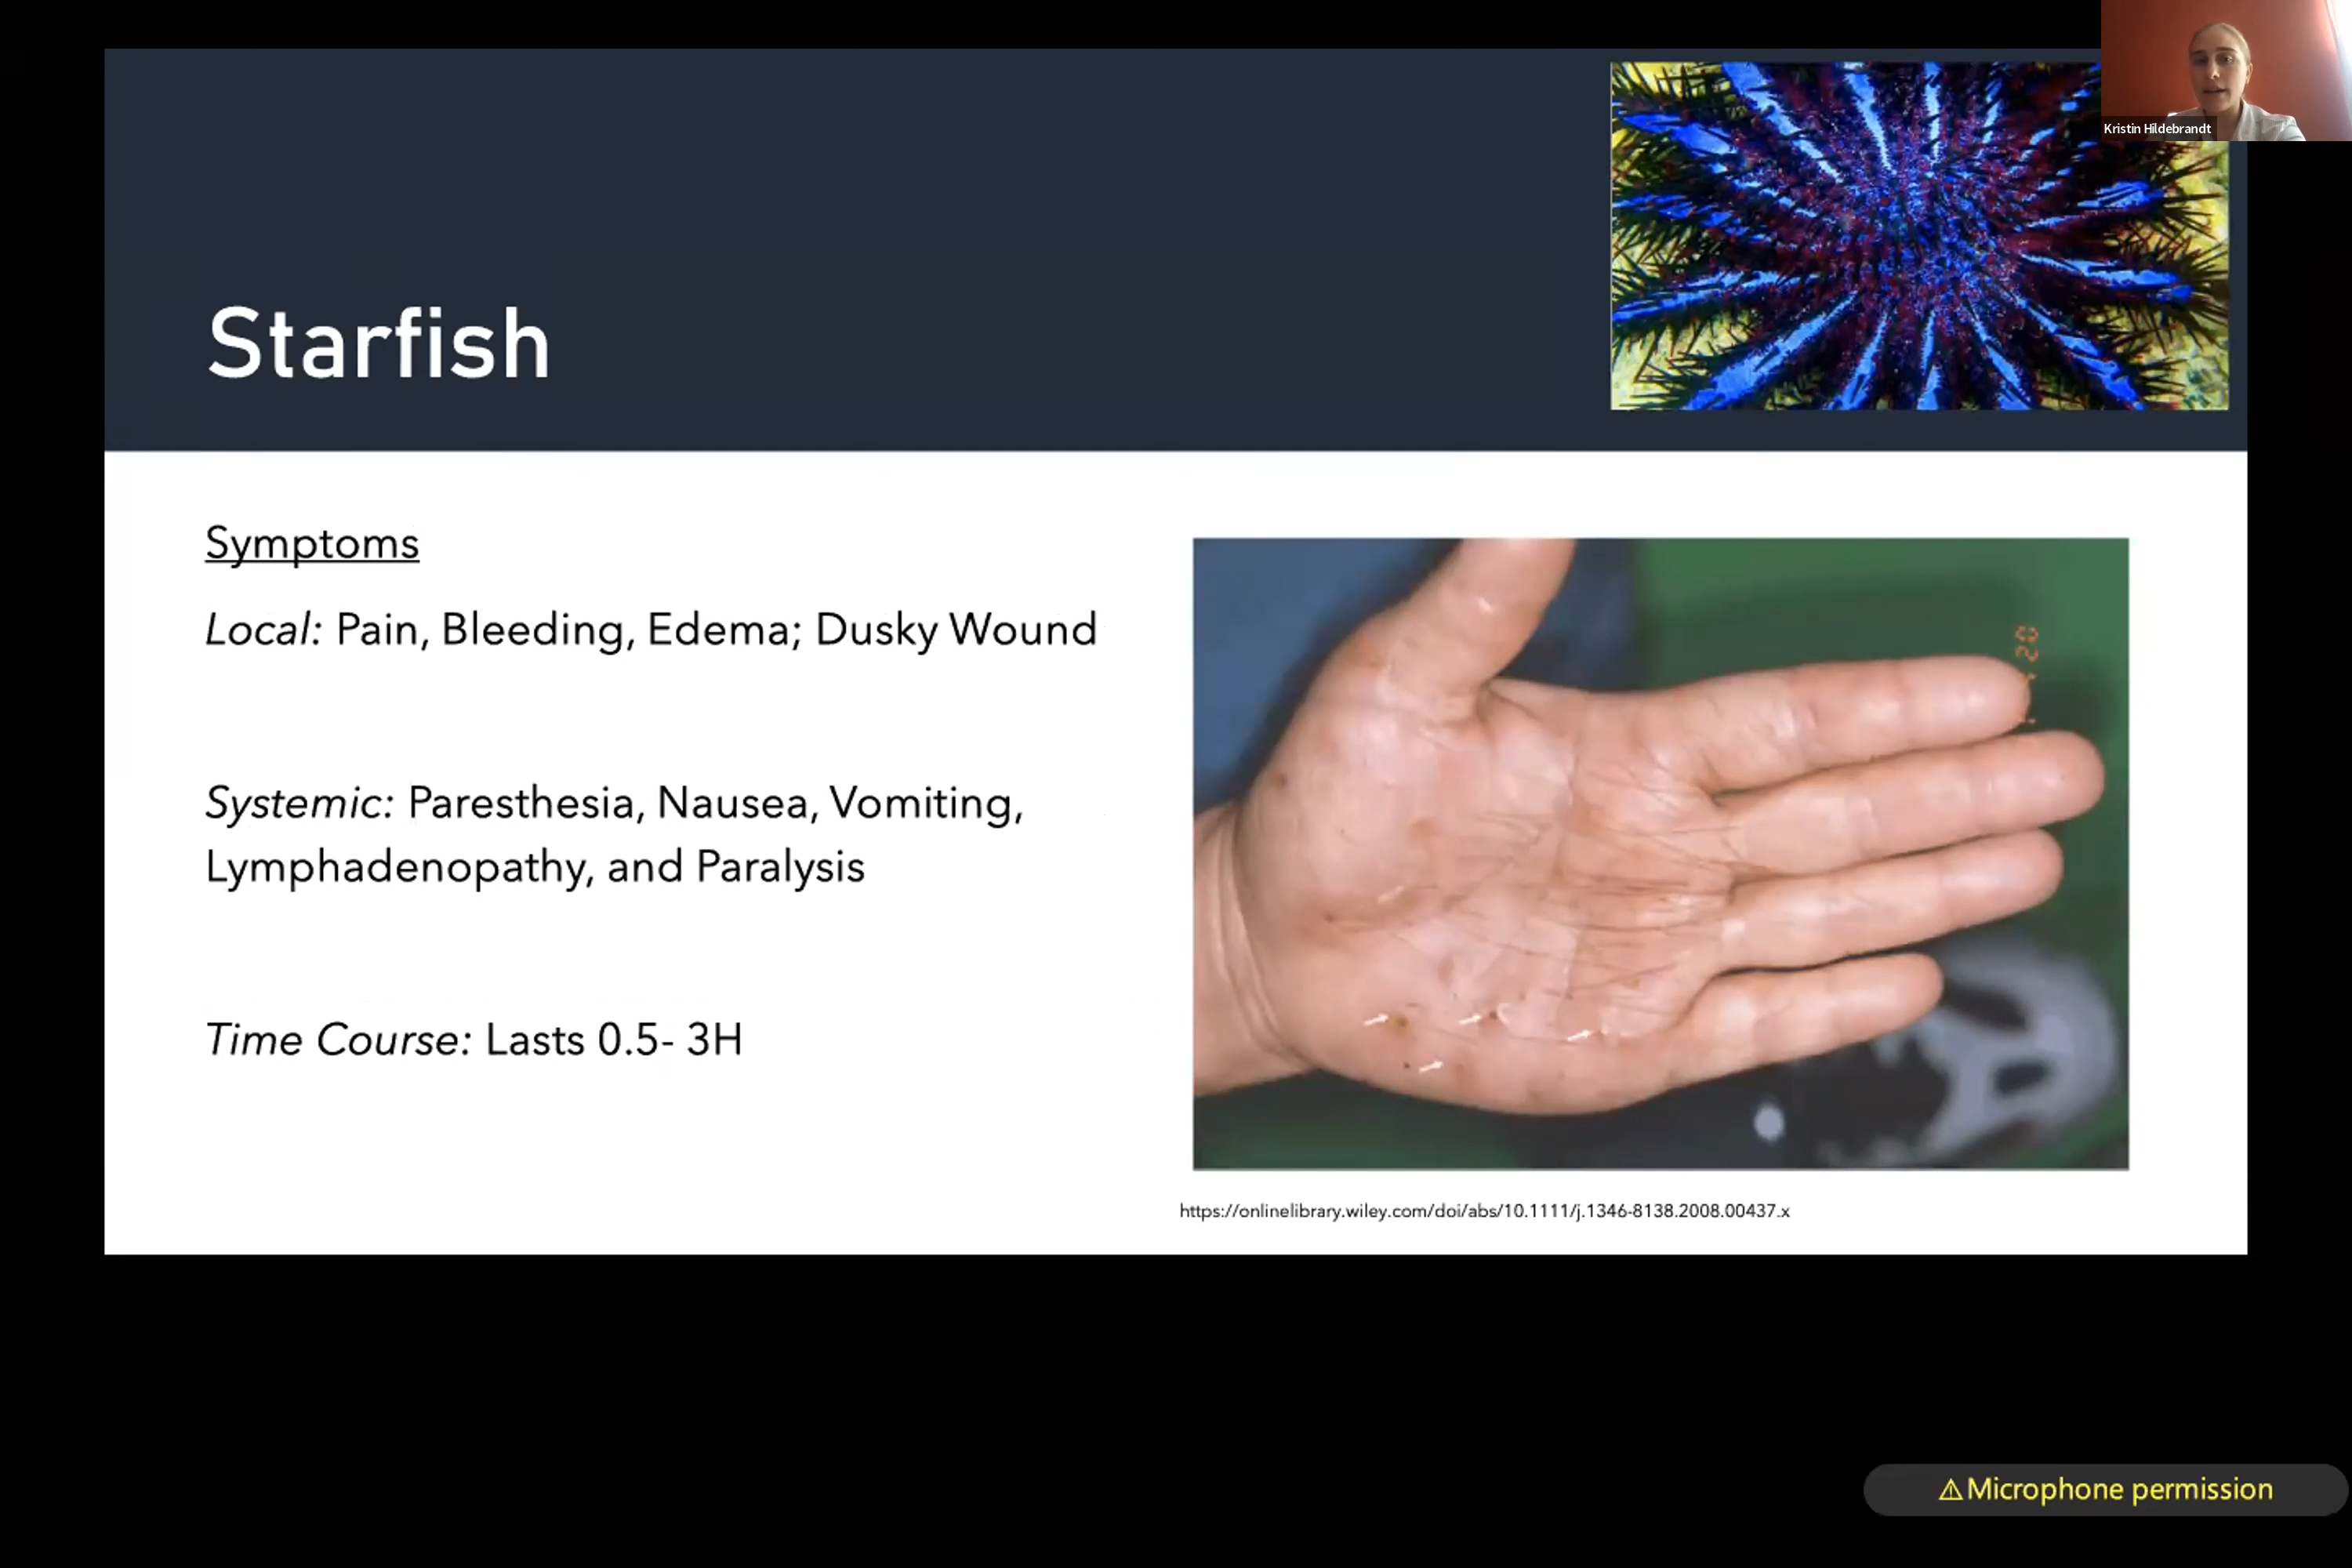 Kristin Hildebrandt
Starfish
Symptoms
Local: Pain, Bleeding, Edema; Dusky Wound
Systemic: Paresthesia, Nausea, Vomiting,
Lymphadenopathy, and Paralysis
Time Course: Lasts 0.5- 3H
https://onlinelibrary.wiley.com/doi/abs/10.1111/j.1346-8138.2008.00437.x
⚠Microphone permission